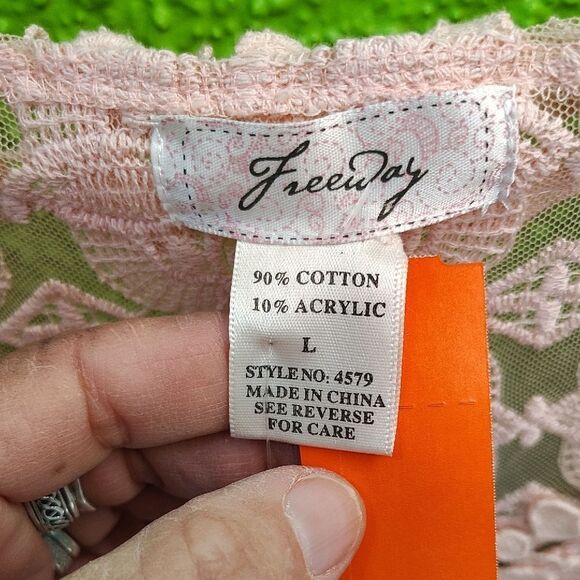 Freeway
90% COTTON
10% ACRYLIC
L
STYLE NO: 4579
MADE IN CHINA
SEE REVERSE
FOR CARE